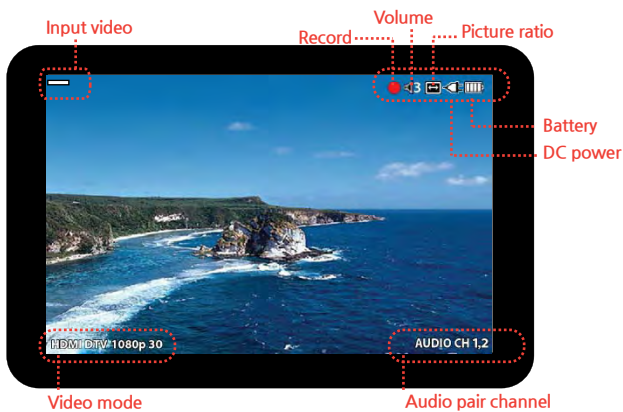 Input video
Volume
Record
Picture ratio
3
Battery
DC power
HDMI DTV 1080p 30
AUDIO CH 1,2
Video mode
Audio pair channel